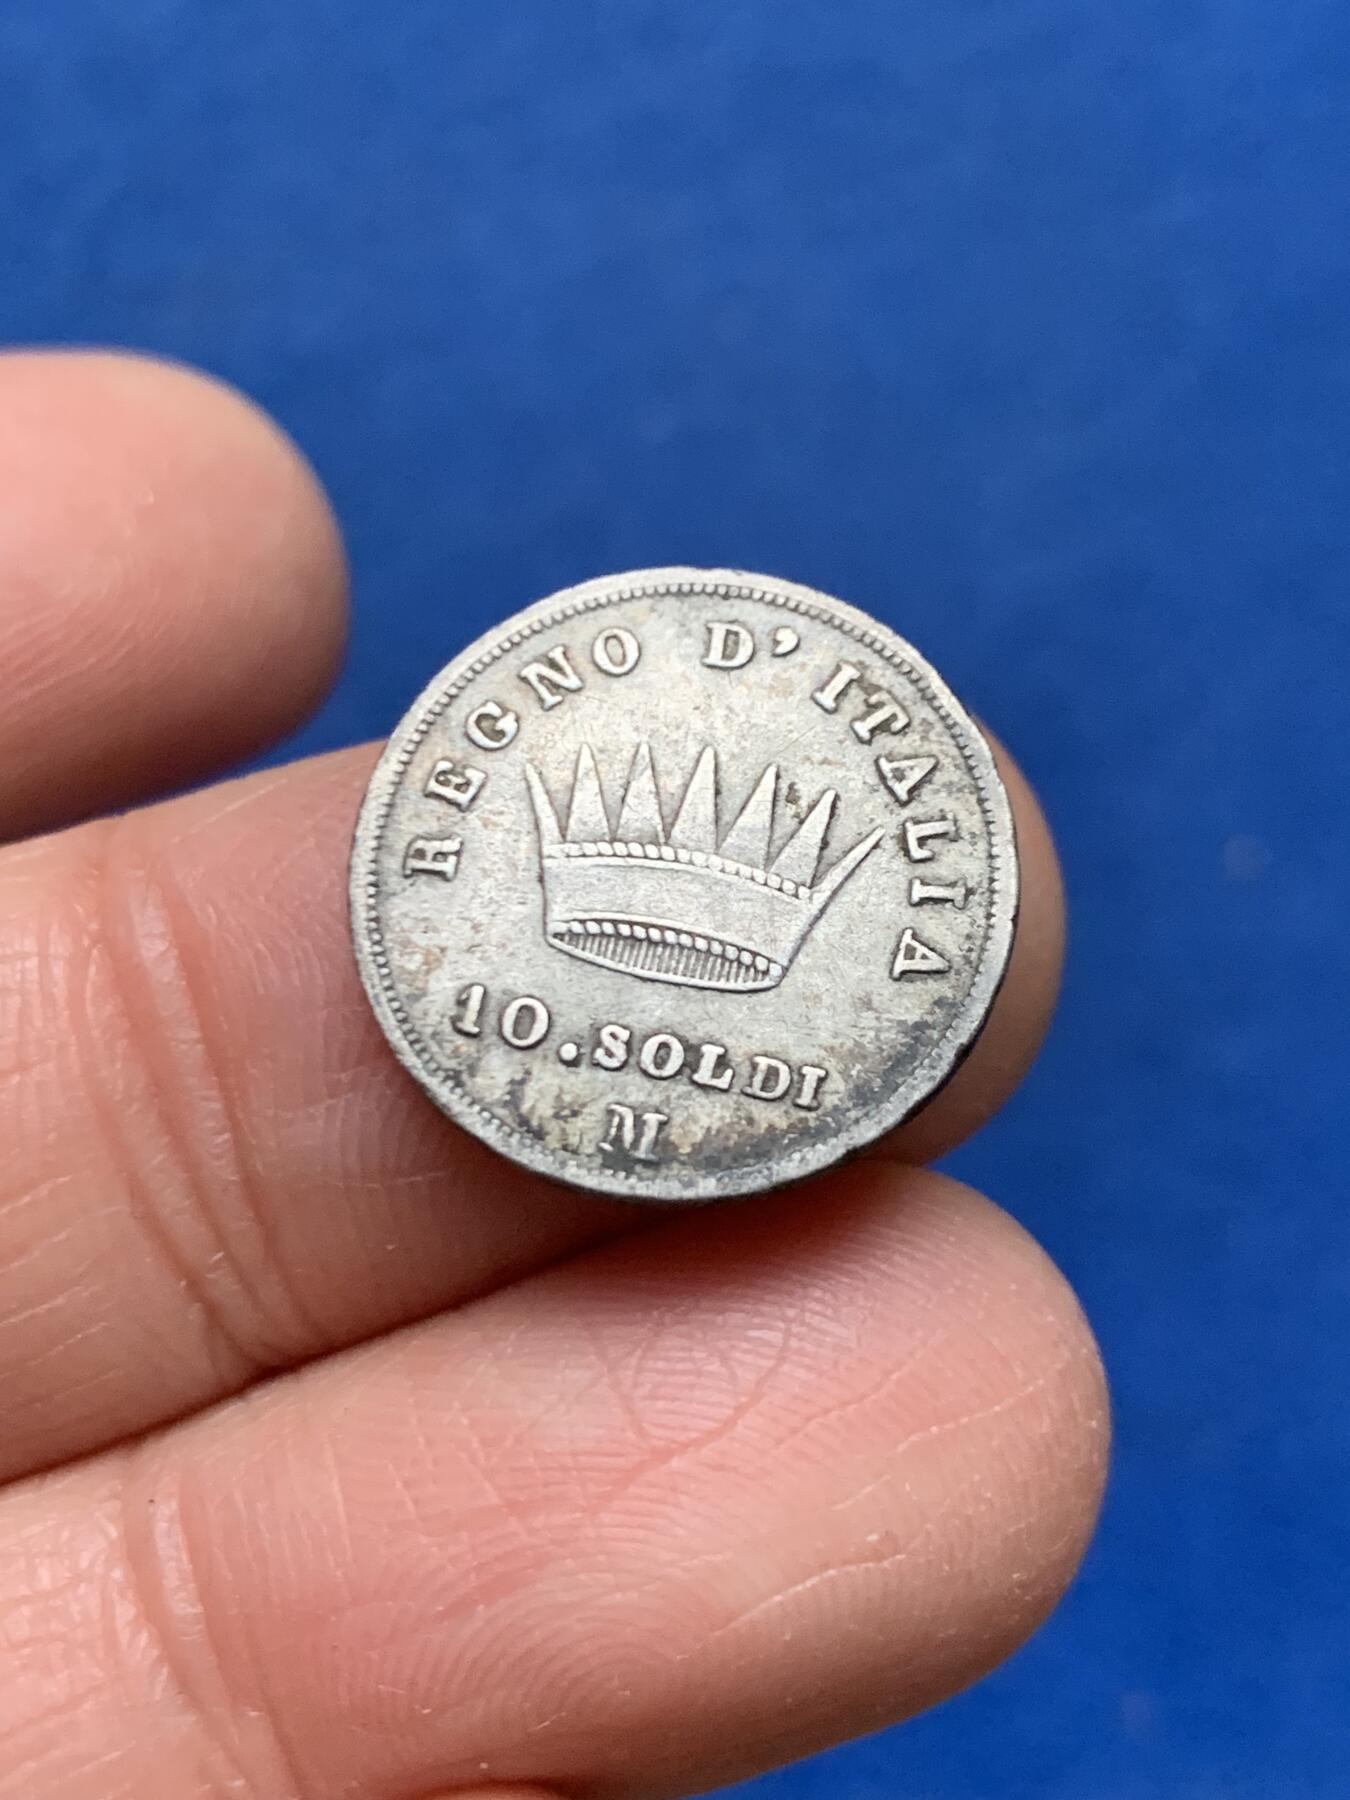 REGNO D' ITALIA
10.SOLDI
M